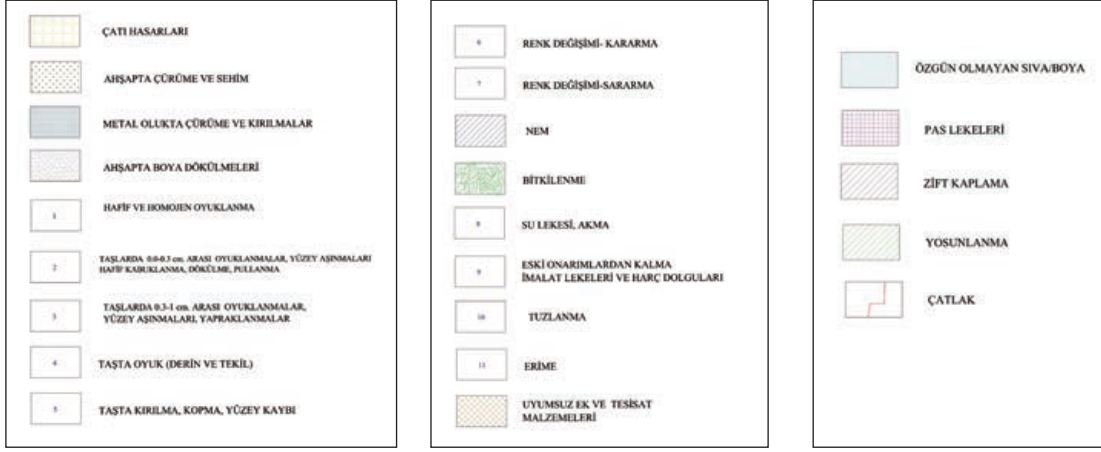 ÇATI HASARLARI
AHŞAPTA ÇÜRÜME VE SEHİM
METAL OLUKTA ÇÜRÜME VE KIRILMALAR
AHŞAPTA BOYA DÖKÜLMELERİ
1 HAFİF VE HOMOJEN OYUKLANMA
2 TAŞLARDA 0.0-0.3 cm. ARASI OYUKLANMALAR, YÜZEY AŞINMALARI
HAFİF KABUKLANMA, DÖKÜLME, PULLANMA
3 TAŞLARDA 0.3-1 cm. ARASI OYUKLANMALAR,
YÜZEY AŞINMALARI, YAPRAKLANMALAR
4 TAŞTA OYUK (DERİN VE TEKİL)
5 TAŞTA KIRILMA, KOPMA, YÜZEY KAYBI
6 RENK DEĞİŞİMİ- KARARMA
7 RENK DEĞİŞİMİ-SARARMA
NEM
BİTKİLENME
8 SU LEKESİ, AKMA
9 ESKİ ONARIMLARDAN KALMA
İMALAT LEKELERİ VE HARÇ DOLGULARI
10 TUZLANMA
11 ERİME
UYUMSUZ EK VE TESİSAT
MALZEMELERİ
ÖZGÜN OLMAYAN SIVA/BOYA
PAS LEKELERİ
ZİFT KAPLAMA
YOSUNLANMA
ÇATLAK